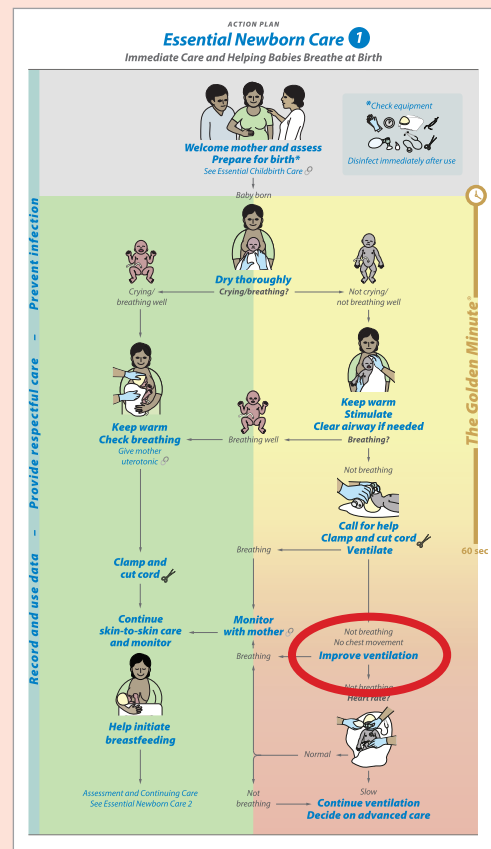 ACTION PLAN
Essential Newborn Care 1
Immediate Care and Helping Babies Breathe at Birth
*Check equipment
Disinfect immediately after use
Welcome mother and assess
Prepare for birth*
See Essential Childbirth Care
Baby born
Dry thoroughly
Crying/breathing?
Crying/
breathing well
Not crying/
not breathing well
Keep warm
Stimulate
Clear airway if needed
Breathing?
Keep warm
Check breathing
Give mother
uterotonic
Breathing well
Not breathing
Call for help
Clamp and cut cord
Ventilate
Breathing
Clamp and
cut cord
Continue
skin-to-skin care
and monitor
Monitor
with mother
Not breathing
No chest movement
Improve ventilation
Breathing
Not breathing
Heart rate?
Help initiate
breastfeeding
Normal
Assessment and Continuing Care
See Essential Newborn Care 2
Not
breathing
Slow
Continue ventilation
Decide on advanced care
Record and use data – Provide respectful care – Prevent infection
The Golden Minute®
60 sec